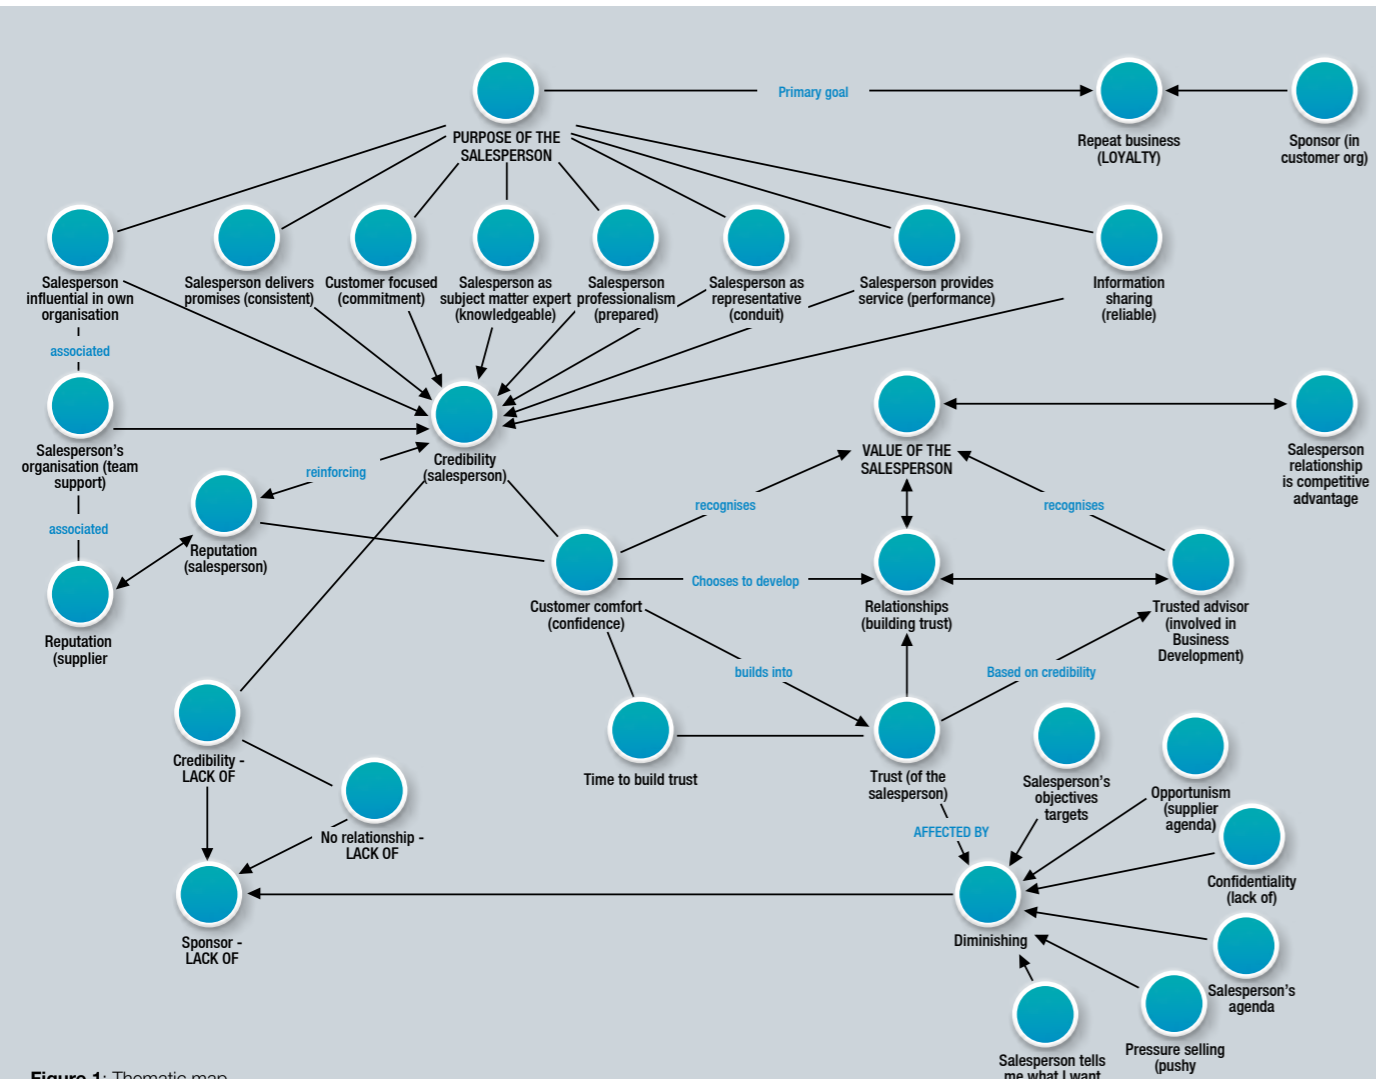 Primary goal
PURPOSE OF THE
SALESPERSON
Repeat business
(LOYALTY)
Sponsor (in
customer org)
Salesperson
influential in own
organisation
Salesperson delivers
promises (consistent)
Customer focused
(commitment)
Salesperson as
subject matter expert
(knowledgeable)
Salesperson
professionalism
(prepared)
Salesperson as
representative
(conduit)
Salesperson provides
service (performance)
Information
sharing
(reliable)
associated
Salesperson's
organisation (team
support)
Credibility
(salesperson)
VALUE OF THE
SALESPERSON
Salesperson
relationship
is competitive
advantage
reinforcing
recognises
recognises
associated
Reputation
(salesperson)
Chooses to develop
Customer comfort
(confidence)
Relationships
(building trust)
Trusted advisor
(involved in
Business
Development)
Reputation
(supplier
builds into
Based on credibility
Credibility -
LACK OF
Time to build trust
Trust (of the
salesperson)
Salesperson's
objectives
targets
Opportunism
(supplier
agenda)
No relationship -
LACK OF
AFFECTED BY
Confidentiality
(lack of)
Sponsor -
LACK OF
Diminishing
Salesperson's
agenda
Pressure selling
(pushy
Salesperson tells
me what I want
Figure 1: Thematic map